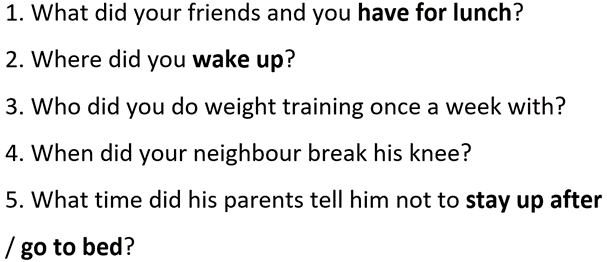 1. What did your friends and you have for lunch?
2. Where did you wake up?
3. Who did you do weight training once a week with?
4. When did your neighbour break his knee?
5. What time did his parents tell him not to stay up after
/ go to bed?